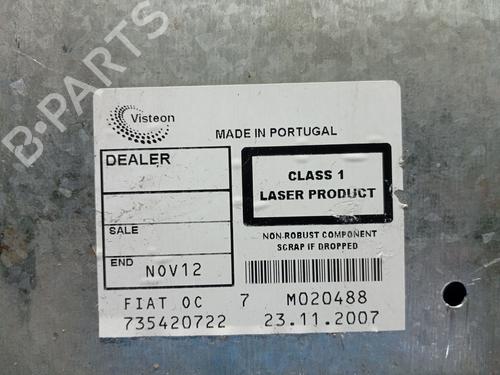 B-PARTS
Visteon
MADE IN PORTUGAL
DEALER
CLASS 1
LASER PRODUCT
SALE
NON-ROBUST COMPONENT
SCRAP IF DROPPED
END NOV12
FIAT OC 7 M020488
735420722 23.11.2007